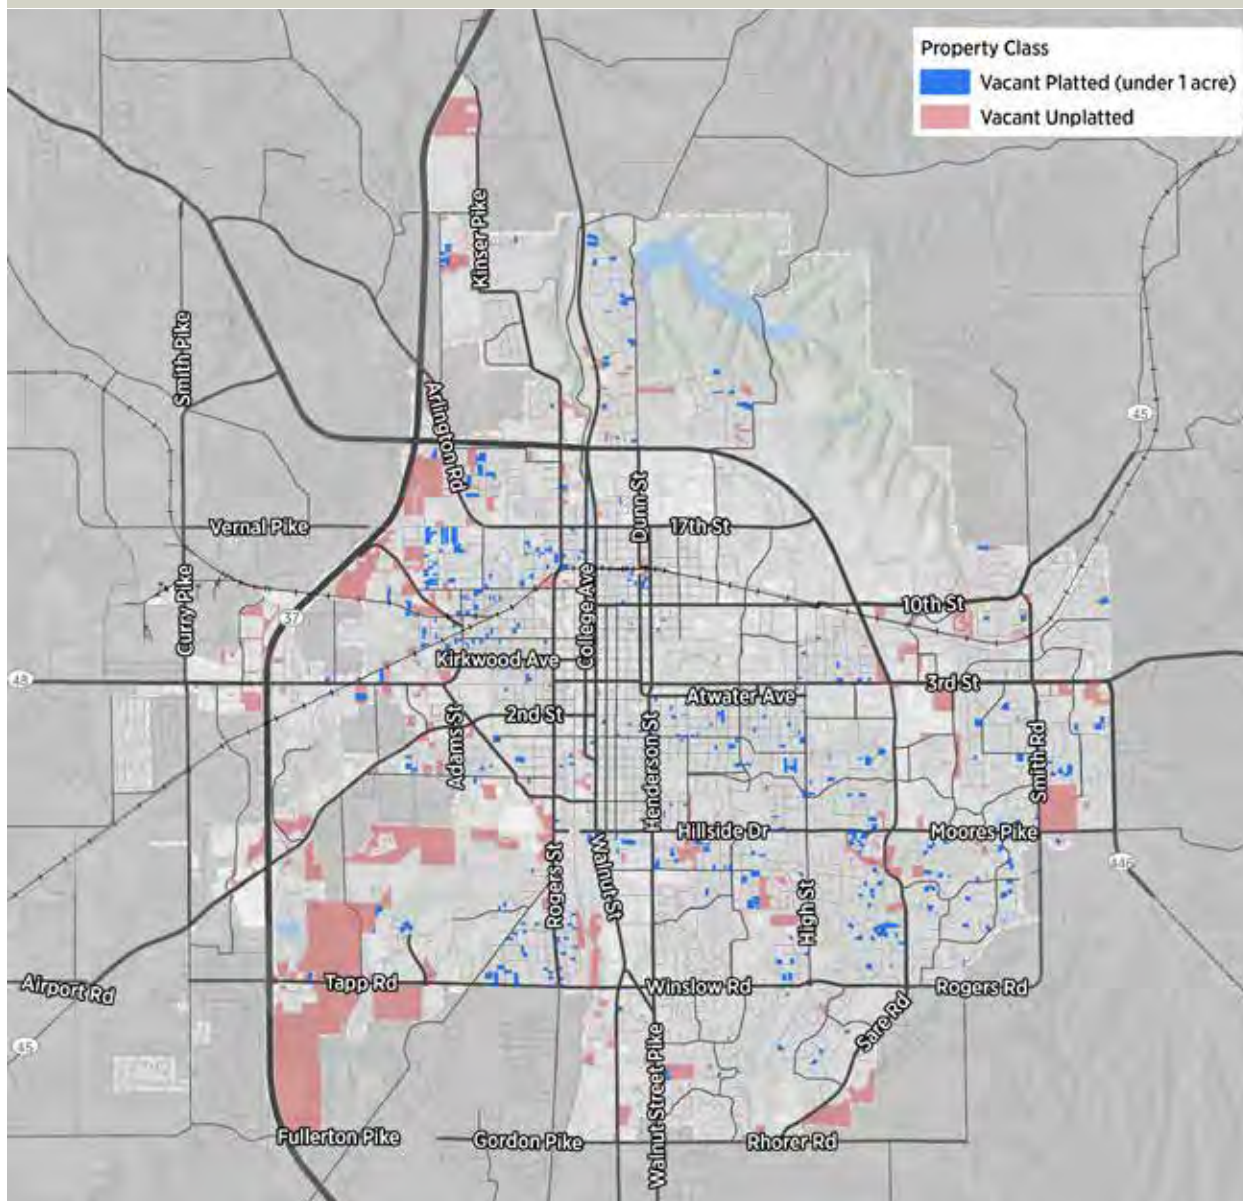 Property Class
Vacant Platted (under 1 acre)
Vacant Unplatted
Kinser Pike
Smith Pike
Arlington Rd
45
Vernal Pike
Dunn St
17th St
Curry Pike
College Ave
10th St
37
Kirkwood Ave
48
3rd St
Atwater Ave
2nd St
Adams St
Henderson St
Smith Rd
Hillside Dr
Moores Pike
446
Rogers St
Walnut St
High St
Airport Rd
Tapp Rd
Winslow Rd
Rogers Rd
Sare Rd
45
Walnut Street Pike
Fullerton Pike
Gordon Pike
Rhorer Rd